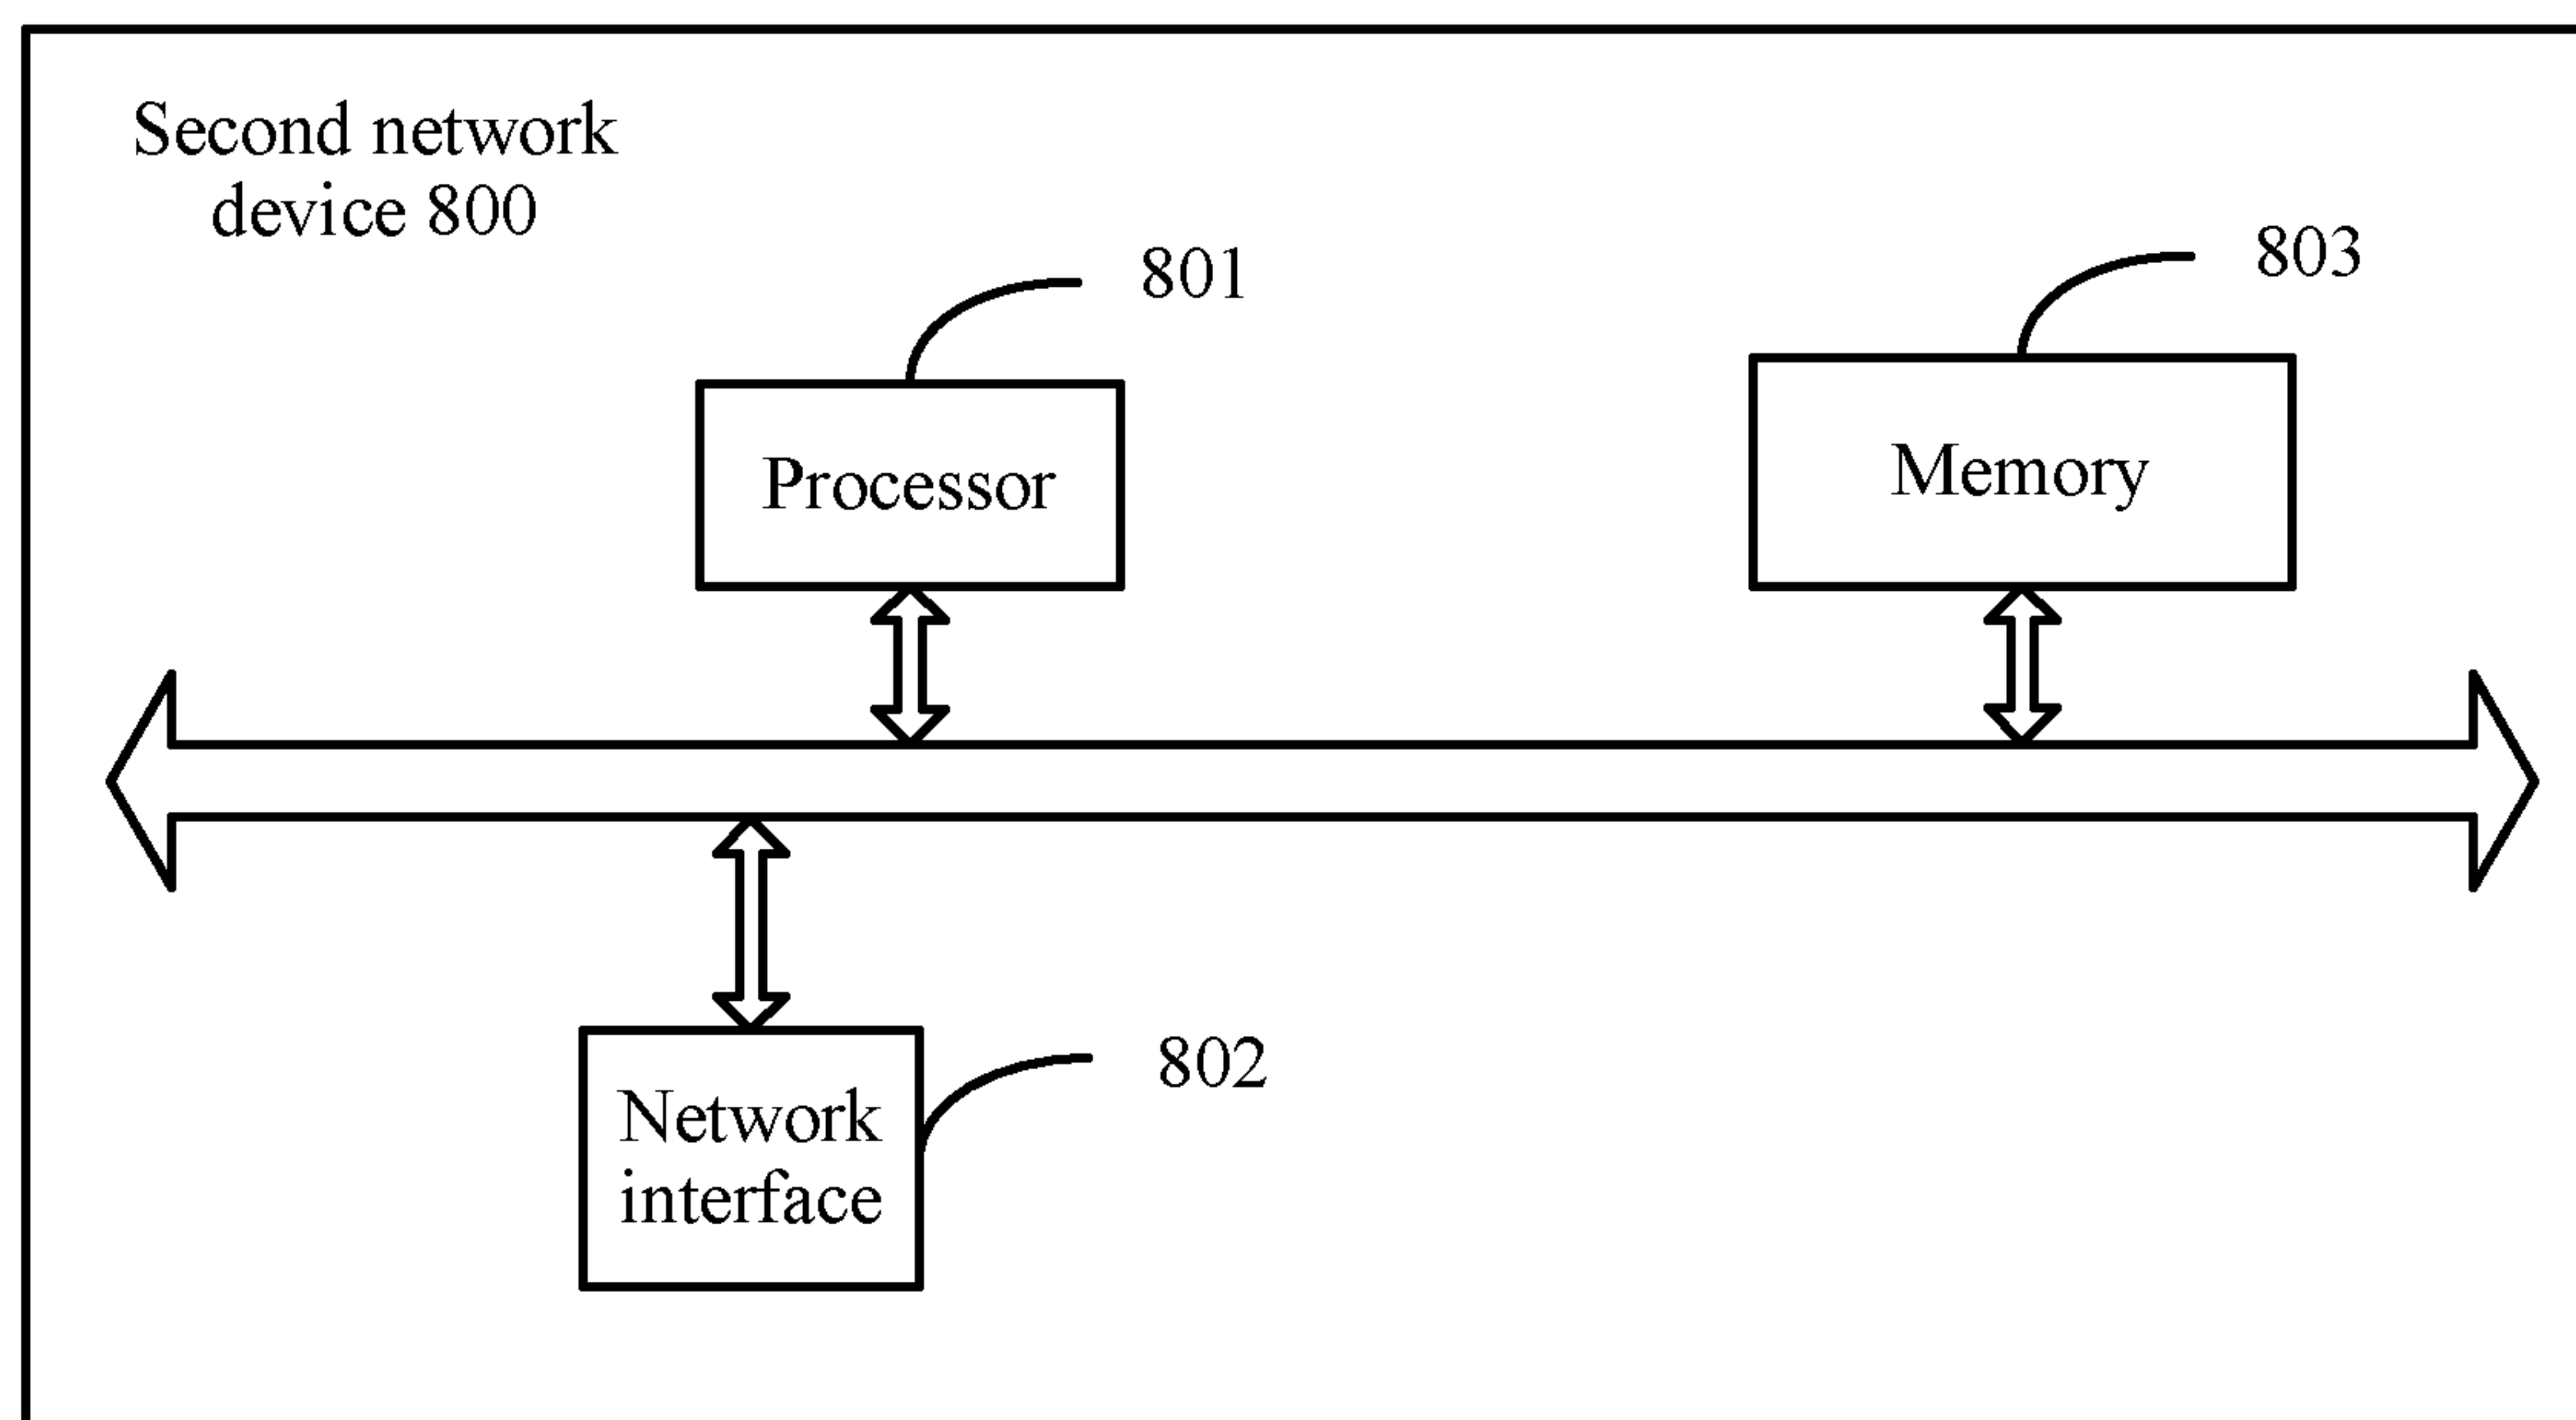 Second network
device 800
801
803
Processor
Memory
802
Network
interface